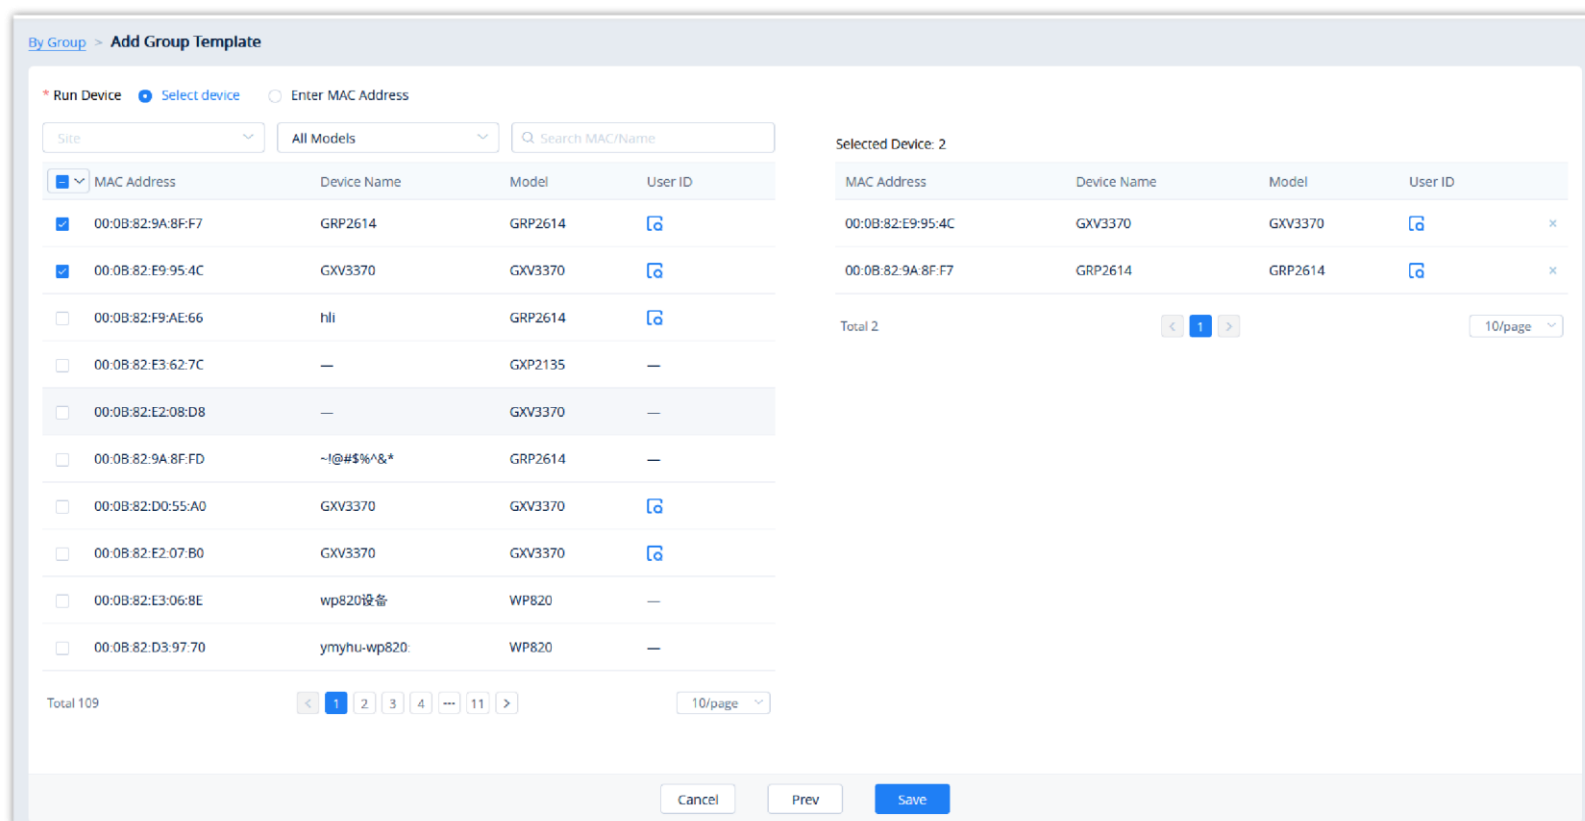 By Group > Add Group Template
* Run Device Select device Enter MAC Address
Site All Models Search MAC/Name
Selected Device: 2
MAC Address Device Name Model User ID
00:0B:82:9A:8F:F7 GRP2614 GRP2614
00:0B:82:E9:95:4C GXV3370 GXV3370
00:0B:82:F9:AE:66 hli GRP2614
00:0B:82:E3:62:7C — GXP2135 —
00:0B:82:E2:08:D8 — GXV3370 —
00:0B:82:9A:8F:FD ~!@#$%^&* GRP2614 —
00:0B:82:D0:55:A0 GXV3370 GXV3370
00:0B:82:E2:07:B0 GXV3370 GXV3370
00:0B:82:E3:06:8E wp820设备 WP820 —
00:0B:82:D3:97:70 ymyhu-wp820: WP820 —
Total 109 < 1 2 3 4 ··· 11 > 10/page
MAC Address Device Name Model User ID
00:0B:82:E9:95:4C GXV3370 GXV3370 ×
00:0B:82:9A:8F:F7 GRP2614 GRP2614 ×
Total 2 < 1 > 10/page
Cancel Prev Save